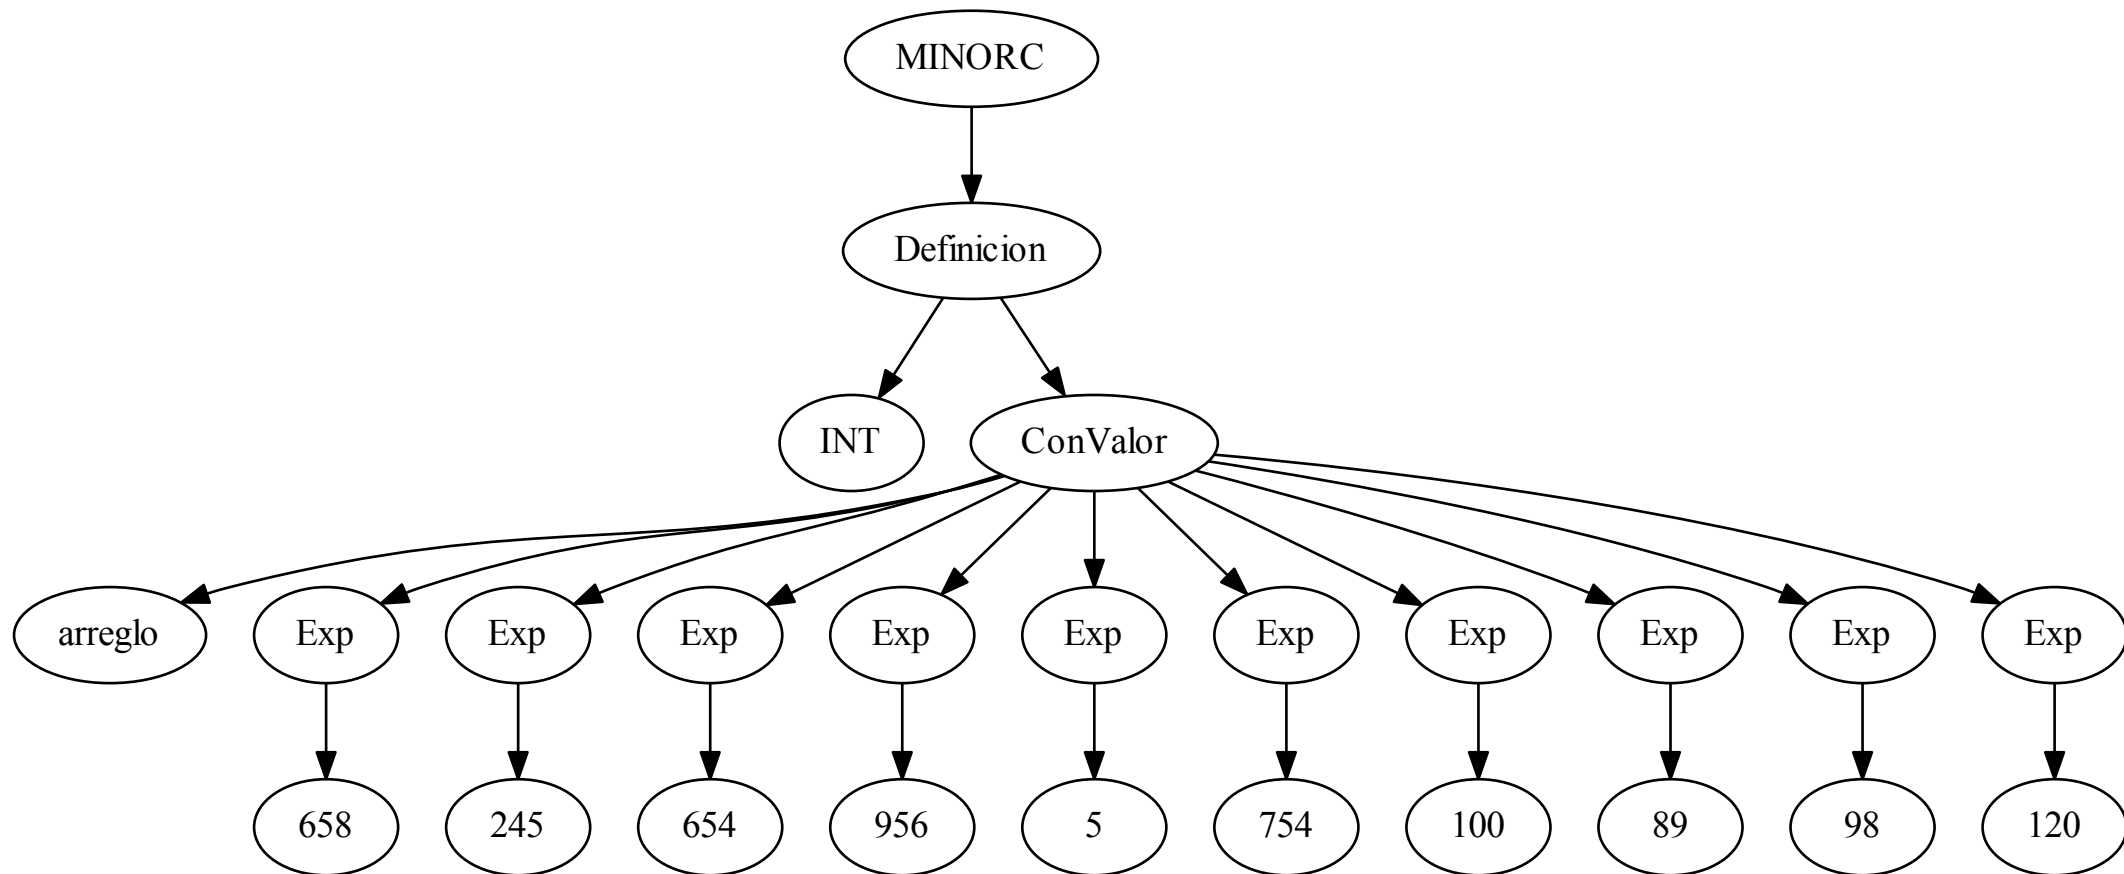 MINORC
Definicion
INT ConValor
arreglo Exp Exp Exp Exp Exp Exp Exp Exp Exp Exp
658 245 654 956 5 754 100 89 98 120